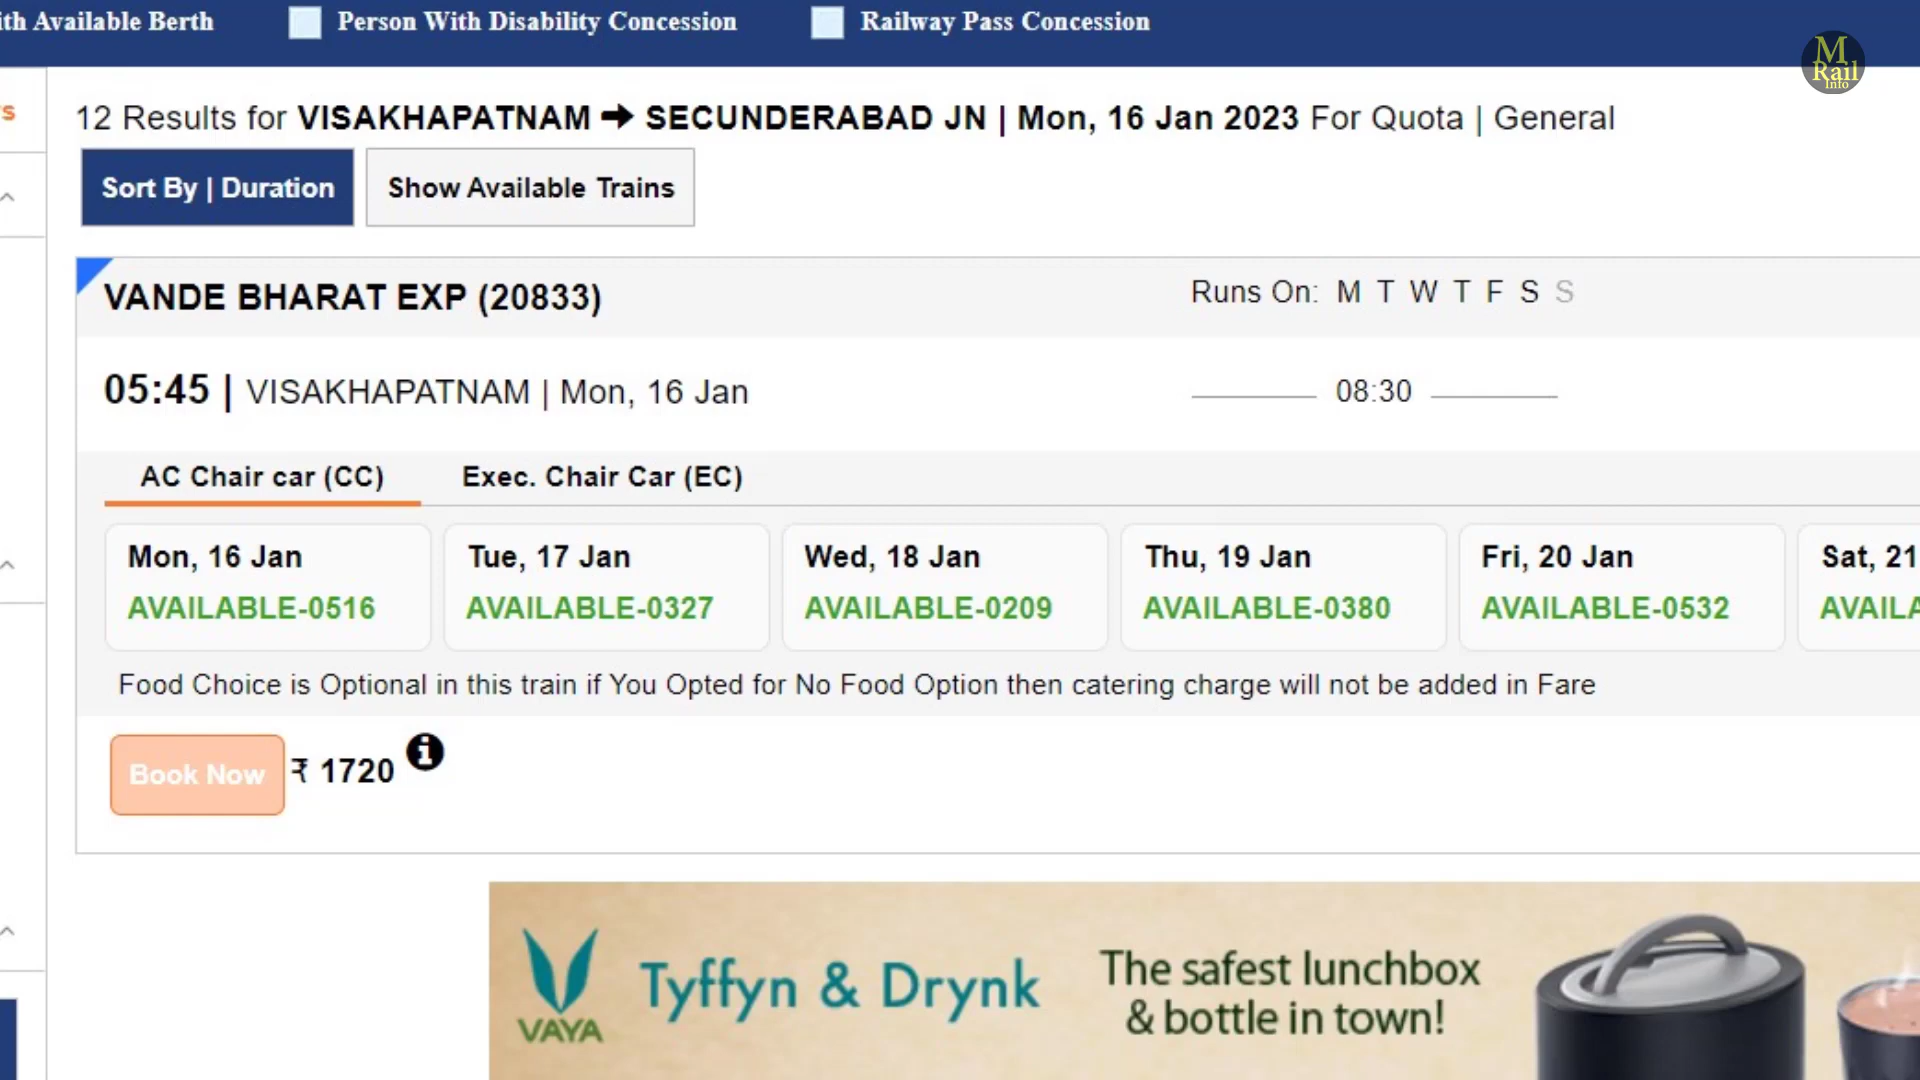 ith Available Berth Person With Disability Concession Railway Pass Concession
M
Rail
Info
12 Results for VISAKHAPATNAM ➔ SECUNDERABAD JN | Mon, 16 Jan 2023 For Quota | General
Sort By | Duration Show Available Trains
VANDE BHARAT EXP (20833) Runs On: M T W T F S S
05:45 | VISAKHAPATNAM | Mon, 16 Jan 08:30
AC Chair car (CC) Exec. Chair Car (EC)
Mon, 16 Jan Tue, 17 Jan Wed, 18 Jan Thu, 19 Jan Fri, 20 Jan Sat, 21
AVAILABLE-0516 AVAILABLE-0327 AVAILABLE-0209 AVAILABLE-0380 AVAILABLE-0532 AVAILA
Food Choice is Optional in this train if You Opted for No Food Option then catering charge will not be added in Fare
Book Now ₹ 1720
VAYA
Tyffyn & Drynk
The safest lunchbox
& bottle in town!